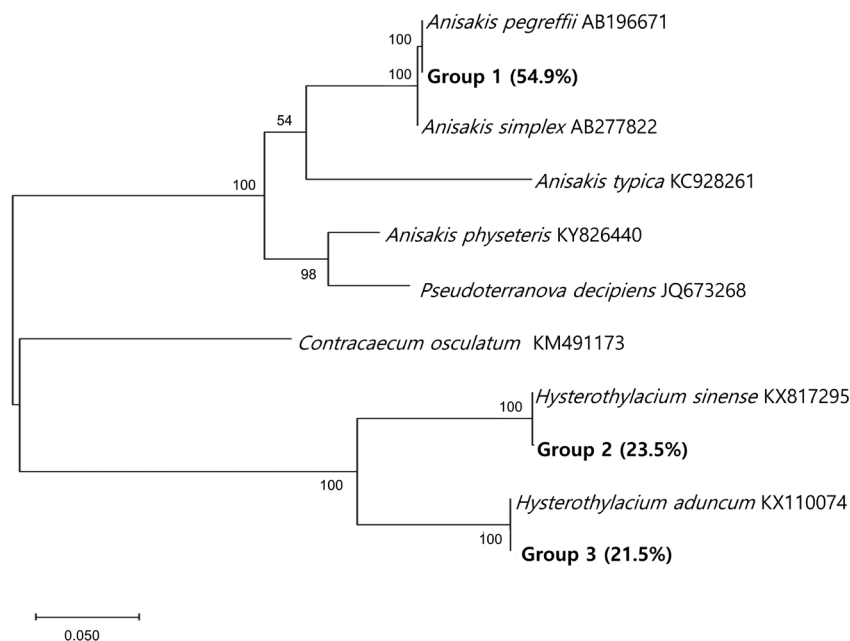 Anisakis pegreffii AB196671
100
100
Group 1 (54.9%)
54
Anisakis simplex AB277822
100
Anisakis typica KC928261
Anisakis physeteris KY826440
98
Pseudoterranova decipiens JQ673268
Contracaecum osculatum KM491173
Hysterothylacium sinense KX817295
100
Group 2 (23.5%)
100
Hysterothylacium aduncum KX110074
100
Group 3 (21.5%)
0.050